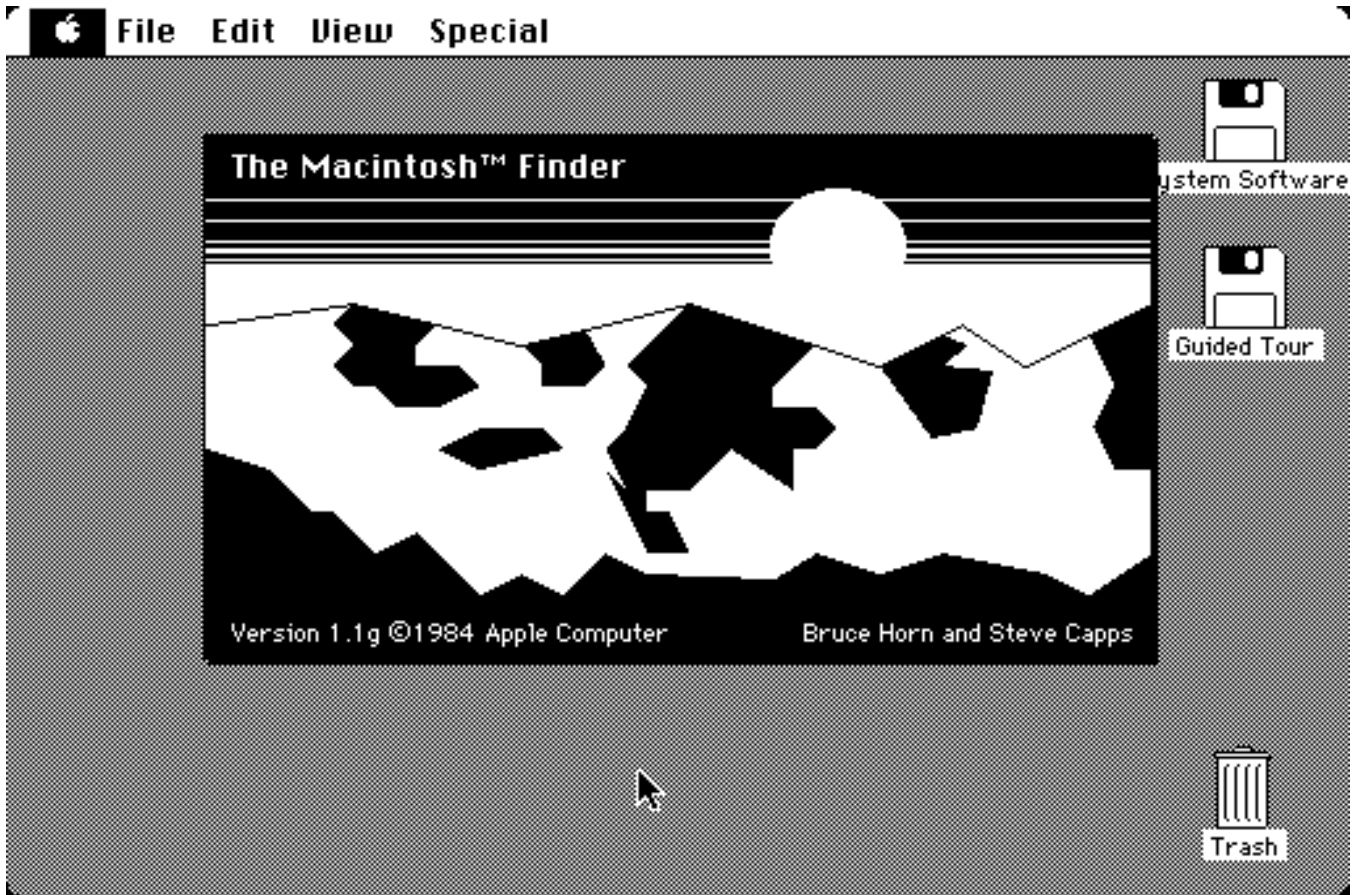 File Edit View Special
The Macintosh™ Finder
ystem Software
Guided Tour
Version 1.1g ©1984 Apple Computer
Bruce Horn and Steve Capps
Trash